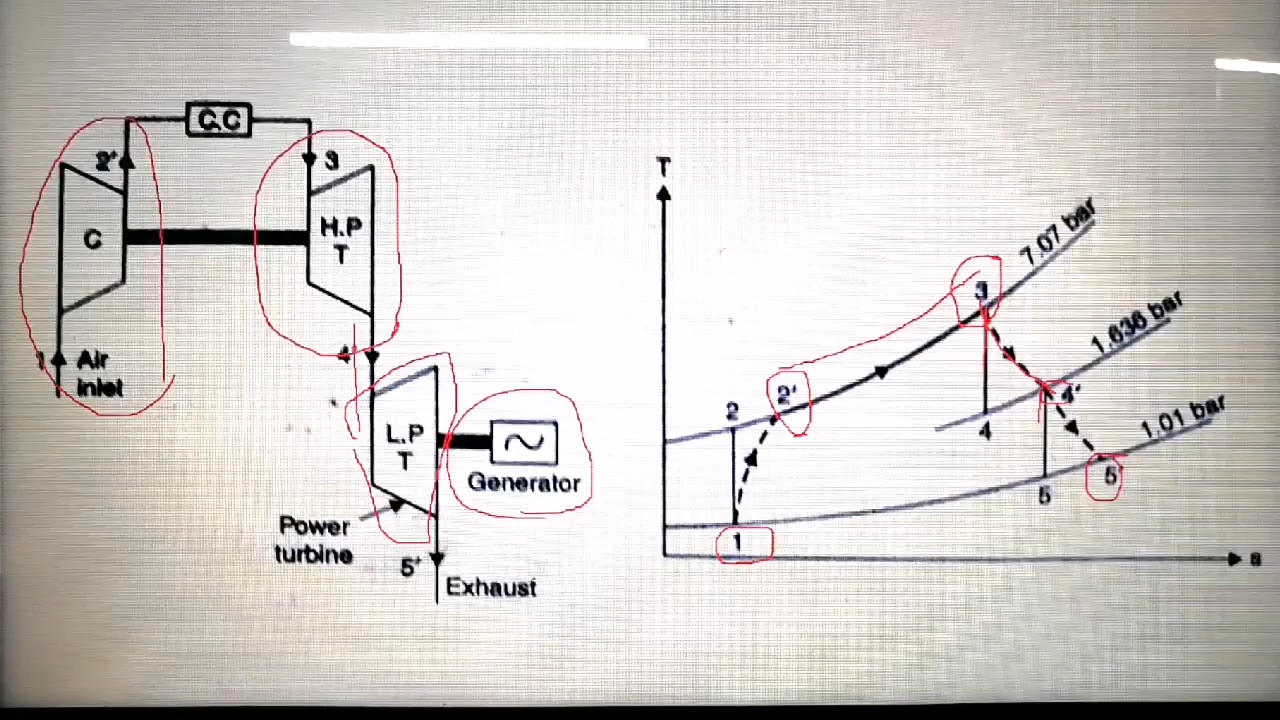 C.C
2'
3
C
H.P
T
1
Air
inlet
4'
L.P
T
Generator
Power
turbine
5'
Exhaust
T
7.07 bar
3
1.636 bar
2
2'
4'
4
1.01 bar
5
5'
1
s